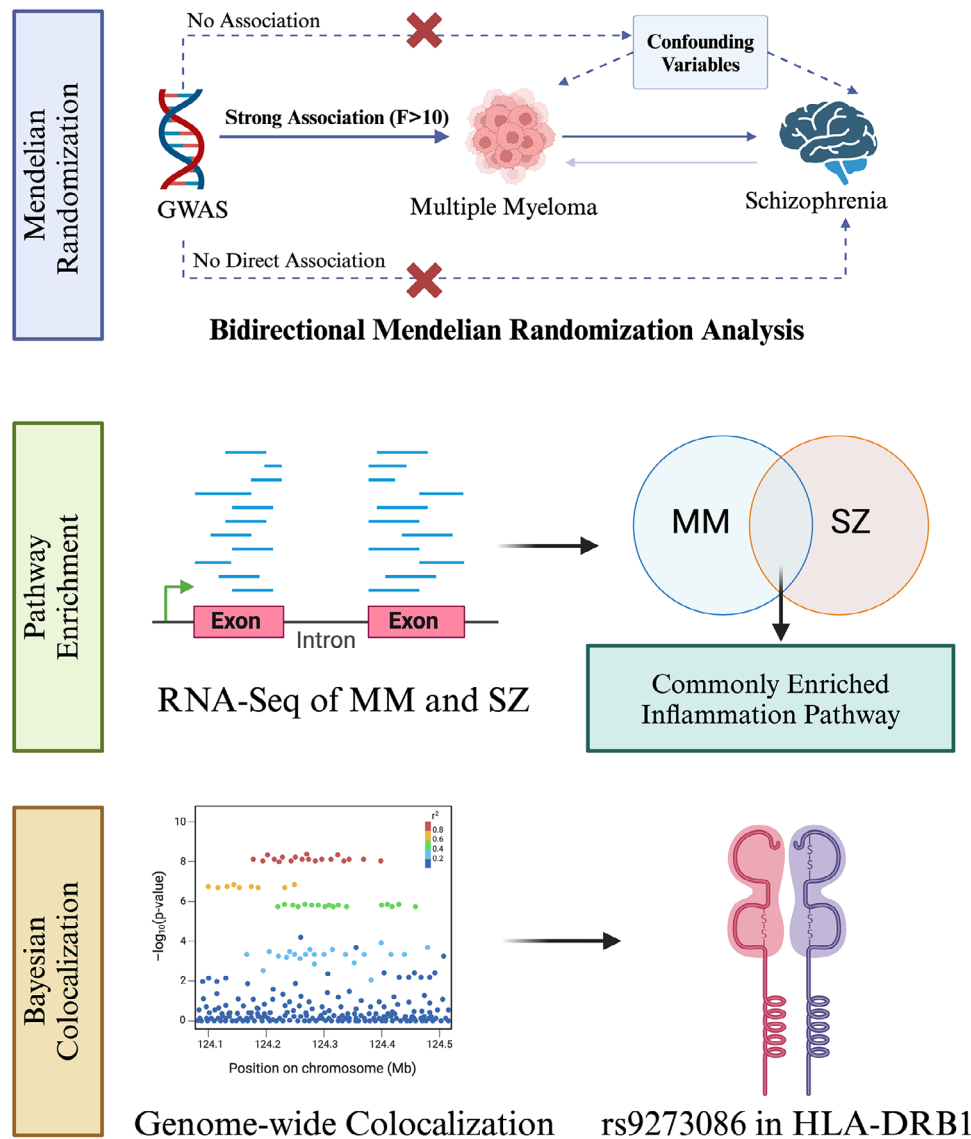 Mendelian
Randomization
No Association
Confounding
Variables
Strong Association (F>10)
GWAS
Multiple Myeloma
Schizophrenia
No Direct Association
Bidirectional Mendelian Randomization Analysis
Pathway
Enrichment
Exon
Intron
Exon
RNA-Seq of MM and SZ
MM
SZ
Commonly Enriched
Inflammation Pathway
Bayesian
Colocalization
−log10(p-value)
10
8
6
4
2
0
r²
0.8
0.6
0.4
0.2
124.1
124.2
124.3
124.4
124.5
Position on chromosome (Mb)
Genome-wide Colocalization
S
S
S
S
S
S
rs9273086 in HLA-DRB1